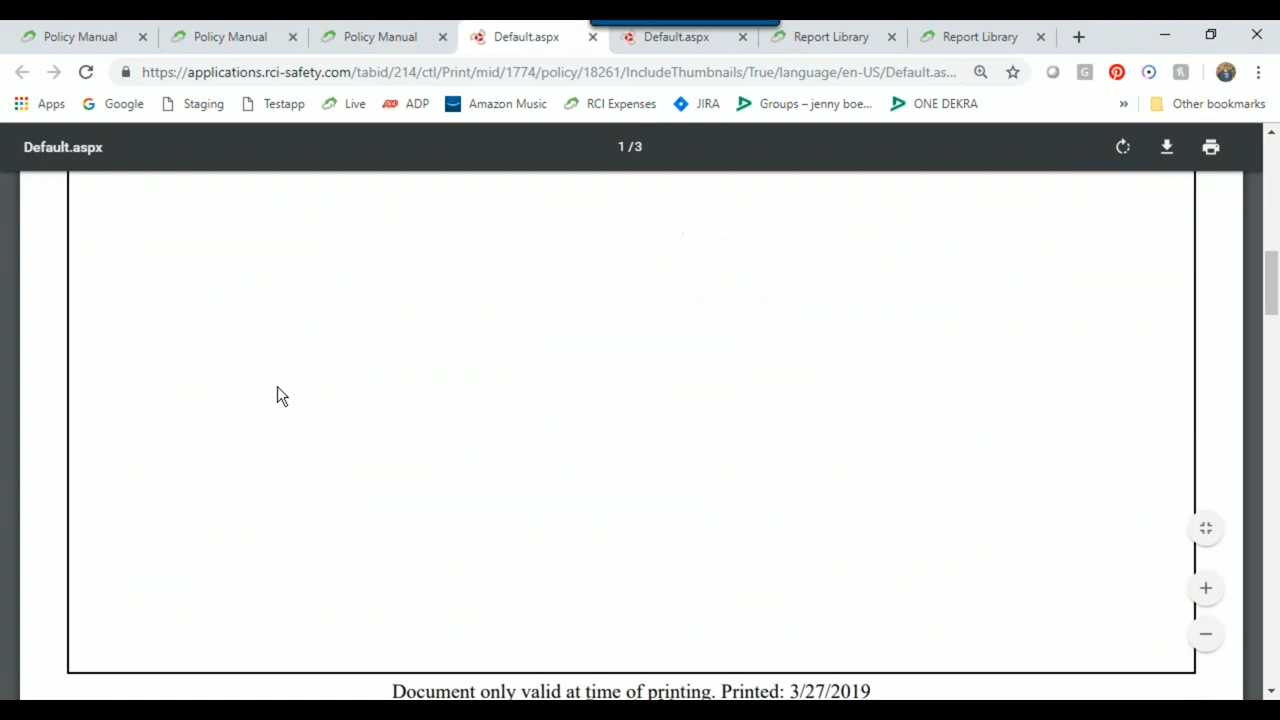 Policy Manual Policy Manual Policy Manual Default.aspx Default.aspx Report Library Report Library
https://applications.rci-safety.com/tabid/214/ctl/Print/mid/1774/policy/18261/IncludeThumbnails/True/language/en-US/Default.as...
Apps Google Staging Testapp Live ADP Amazon Music RCI Expenses JIRA Groups – jenny boe... ONE DEKRA » Other bookmarks
Default.aspx 1 / 3
Document only valid at time of printing. Printed: 3/27/2019